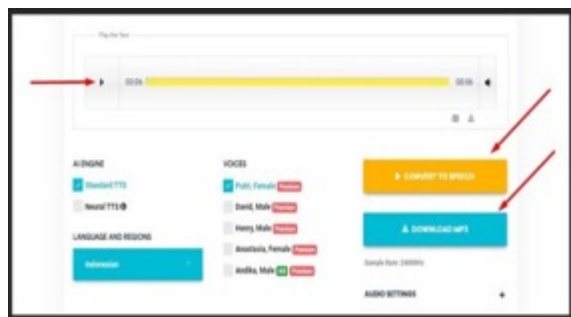 Play the Text
00:06 00:06
AI ENGINE
Standard TTS
Neural TTS
LANGUAGE AND REGIONS
Indonesian
VOICES
Putri, Female Premium
David, Male Premium
Henry, Male Premium
Anastasia, Female Premium
Andika, Male Premium
CONVERT TO SPEECH
DOWNLOAD MP3
Sample Rate: 24000Hz
AUDIO SETTINGS +